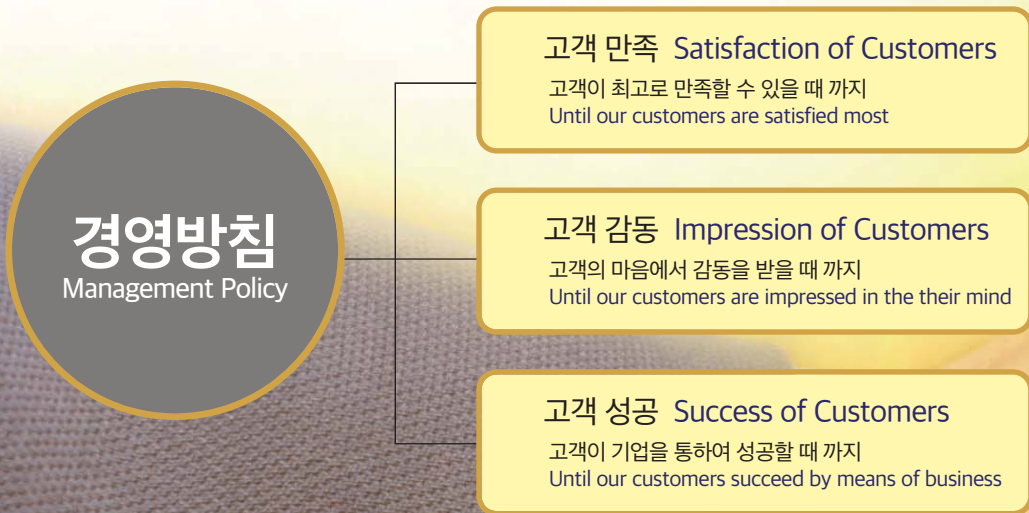 경영방침
Management Policy
고객 만족 Satisfaction of Customers
고객이 최고로 만족할 수 있을 때 까지
Until our customers are satisfied most
고객 감동 Impression of Customers
고객의 마음에서 감동을 받을 때 까지
Until our customers are impressed in the their mind
고객 성공 Success of Customers
고객이 기업을 통하여 성공할 때 까지
Until our customers succeed by means of business